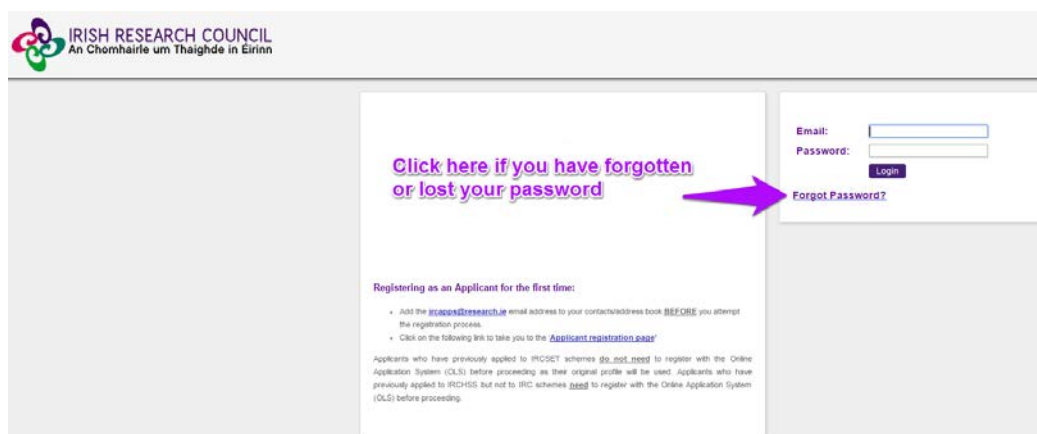 IRISH RESEARCH COUNCIL
An Chomhairle um Thaighde in Éirinn
Email:
Password:
Login
Forgot Password?
Click here if you have forgotten
or lost your password
Registering as an Applicant for the first time:
Add the ircapps@research.ie email address to your contacts/address book BEFORE you attempt
the registration process.
Click on the following link to take you to the 'Applicant registration page'
Applicants who have previously applied to IRCSET schemes do not need to register with the Online
Application System (OLS) before proceeding as their original profile will be used. Applicants who have
previously applied to IRCHSS but not to IRC schemes need to register with the Online Application System
(OLS) before proceeding.